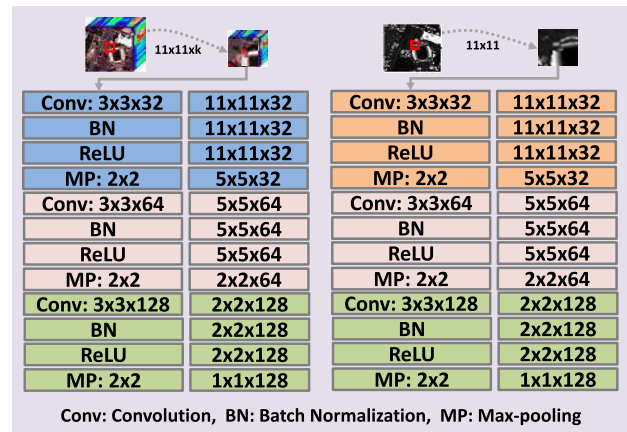 11x11xk
11x11
Conv: 3x3x32 11x11x32
BN 11x11x32
ReLU 11x11x32
MP: 2x2 5x5x32
Conv: 3x3x64 5x5x64
BN 5x5x64
ReLU 5x5x64
MP: 2x2 2x2x64
Conv: 3x3x128 2x2x128
BN 2x2x128
ReLU 2x2x128
MP: 2x2 1x1x128
Conv: 3x3x32 11x11x32
BN 11x11x32
ReLU 11x11x32
MP: 2x2 5x5x32
Conv: 3x3x64 5x5x64
BN 5x5x64
ReLU 5x5x64
MP: 2x2 2x2x64
Conv: 3x3x128 2x2x128
BN 2x2x128
ReLU 2x2x128
MP: 2x2 1x1x128
Conv: Convolution, BN: Batch Normalization, MP: Max-pooling